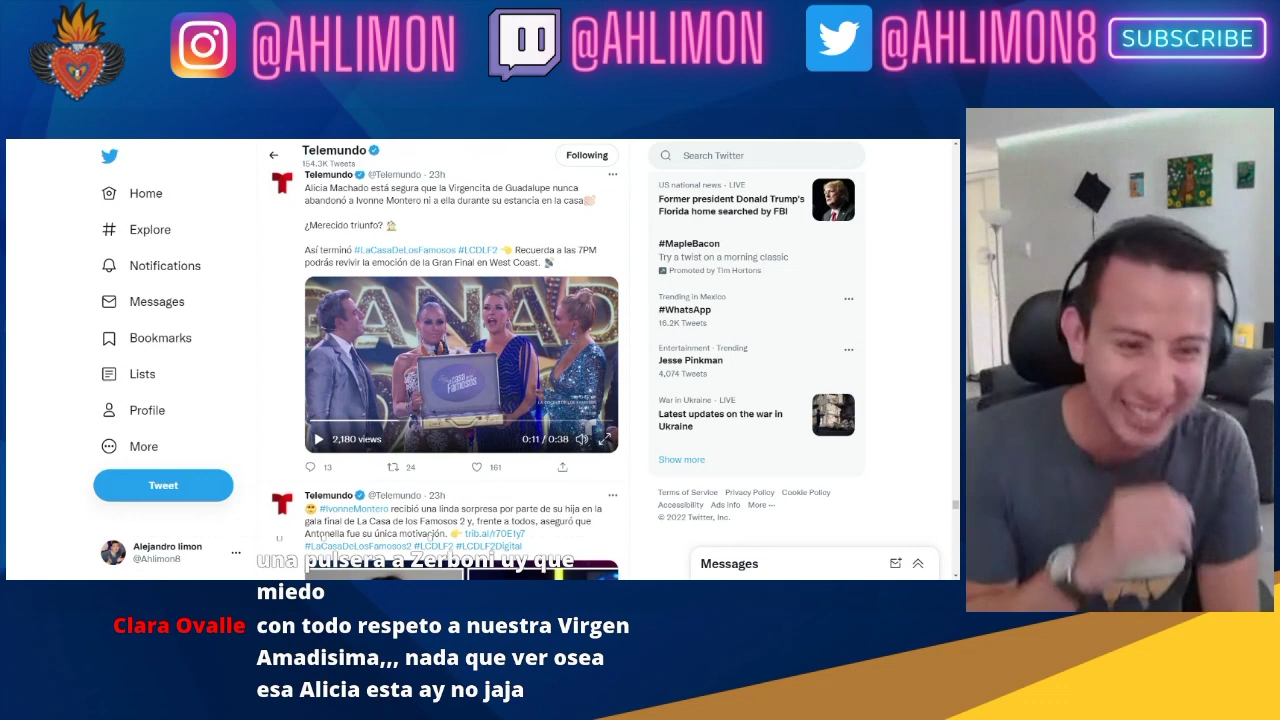 @AHLIMON
@AHLIMON
@AHLIMON8
SUBSCRIBE
Home
Explore
Notifications
Messages
Bookmarks
Lists
Profile
More
Tweet
Alejandro limon
@Ahlimon8
Telemundo
154.3K Tweets
Following
Telemundo @Telemundo · 23h
Alicia Machado está segura que la Virgencita de Guadalupe nunca
abandonó a Ivonne Montero ni a ella durante su estancía en la casa👏🏻
¿Merecido triunfo? 🏠
Así terminó #LaCasaDeLosFamosos #LCDLF2 👈 Recuerda a las 7PM
podrás revivir la emoción de la Gran Final en West Coast. 📡
GANAD
la casa
Famosos
2,180 views
0:11 / 0:38
13
24
161
Telemundo @Telemundo · 23h
😍 #IvonneMontero recibió una linda sorpresa por parte de su hija en la
gala final de La Casa de los Famosos 2 y, frente a todos, aseguró que
Antonella fue su única motivación. 👉 trib.al/r70EIy7
#LaCasaDeLosFamosos2 #LCDLF2 #LCDLF2Digital
Search Twitter
US national news · LIVE
Former president Donald Trump's
Florida home searched by FBI
#MapleBacon
Try a twist on a morning classic
Promoted by Tim Hortons
Trending in Mexico
#WhatsApp
16.2K Tweets
Entertainment · Trending
Jesse Pinkman
4,074 Tweets
War in Ukraine · LIVE
Latest updates on the war in
Ukraine
Show more
Terms of Service Privacy Policy Cookie Policy
Accessibility Ads info More ···
© 2022 Twitter, Inc.
Messages
una pulsera a Zerboni uy que
miedo
Clara Ovalle con todo respeto a nuestra Virgen
Amadisima,,, nada que ver osea
esa Alicia esta ay no jaja